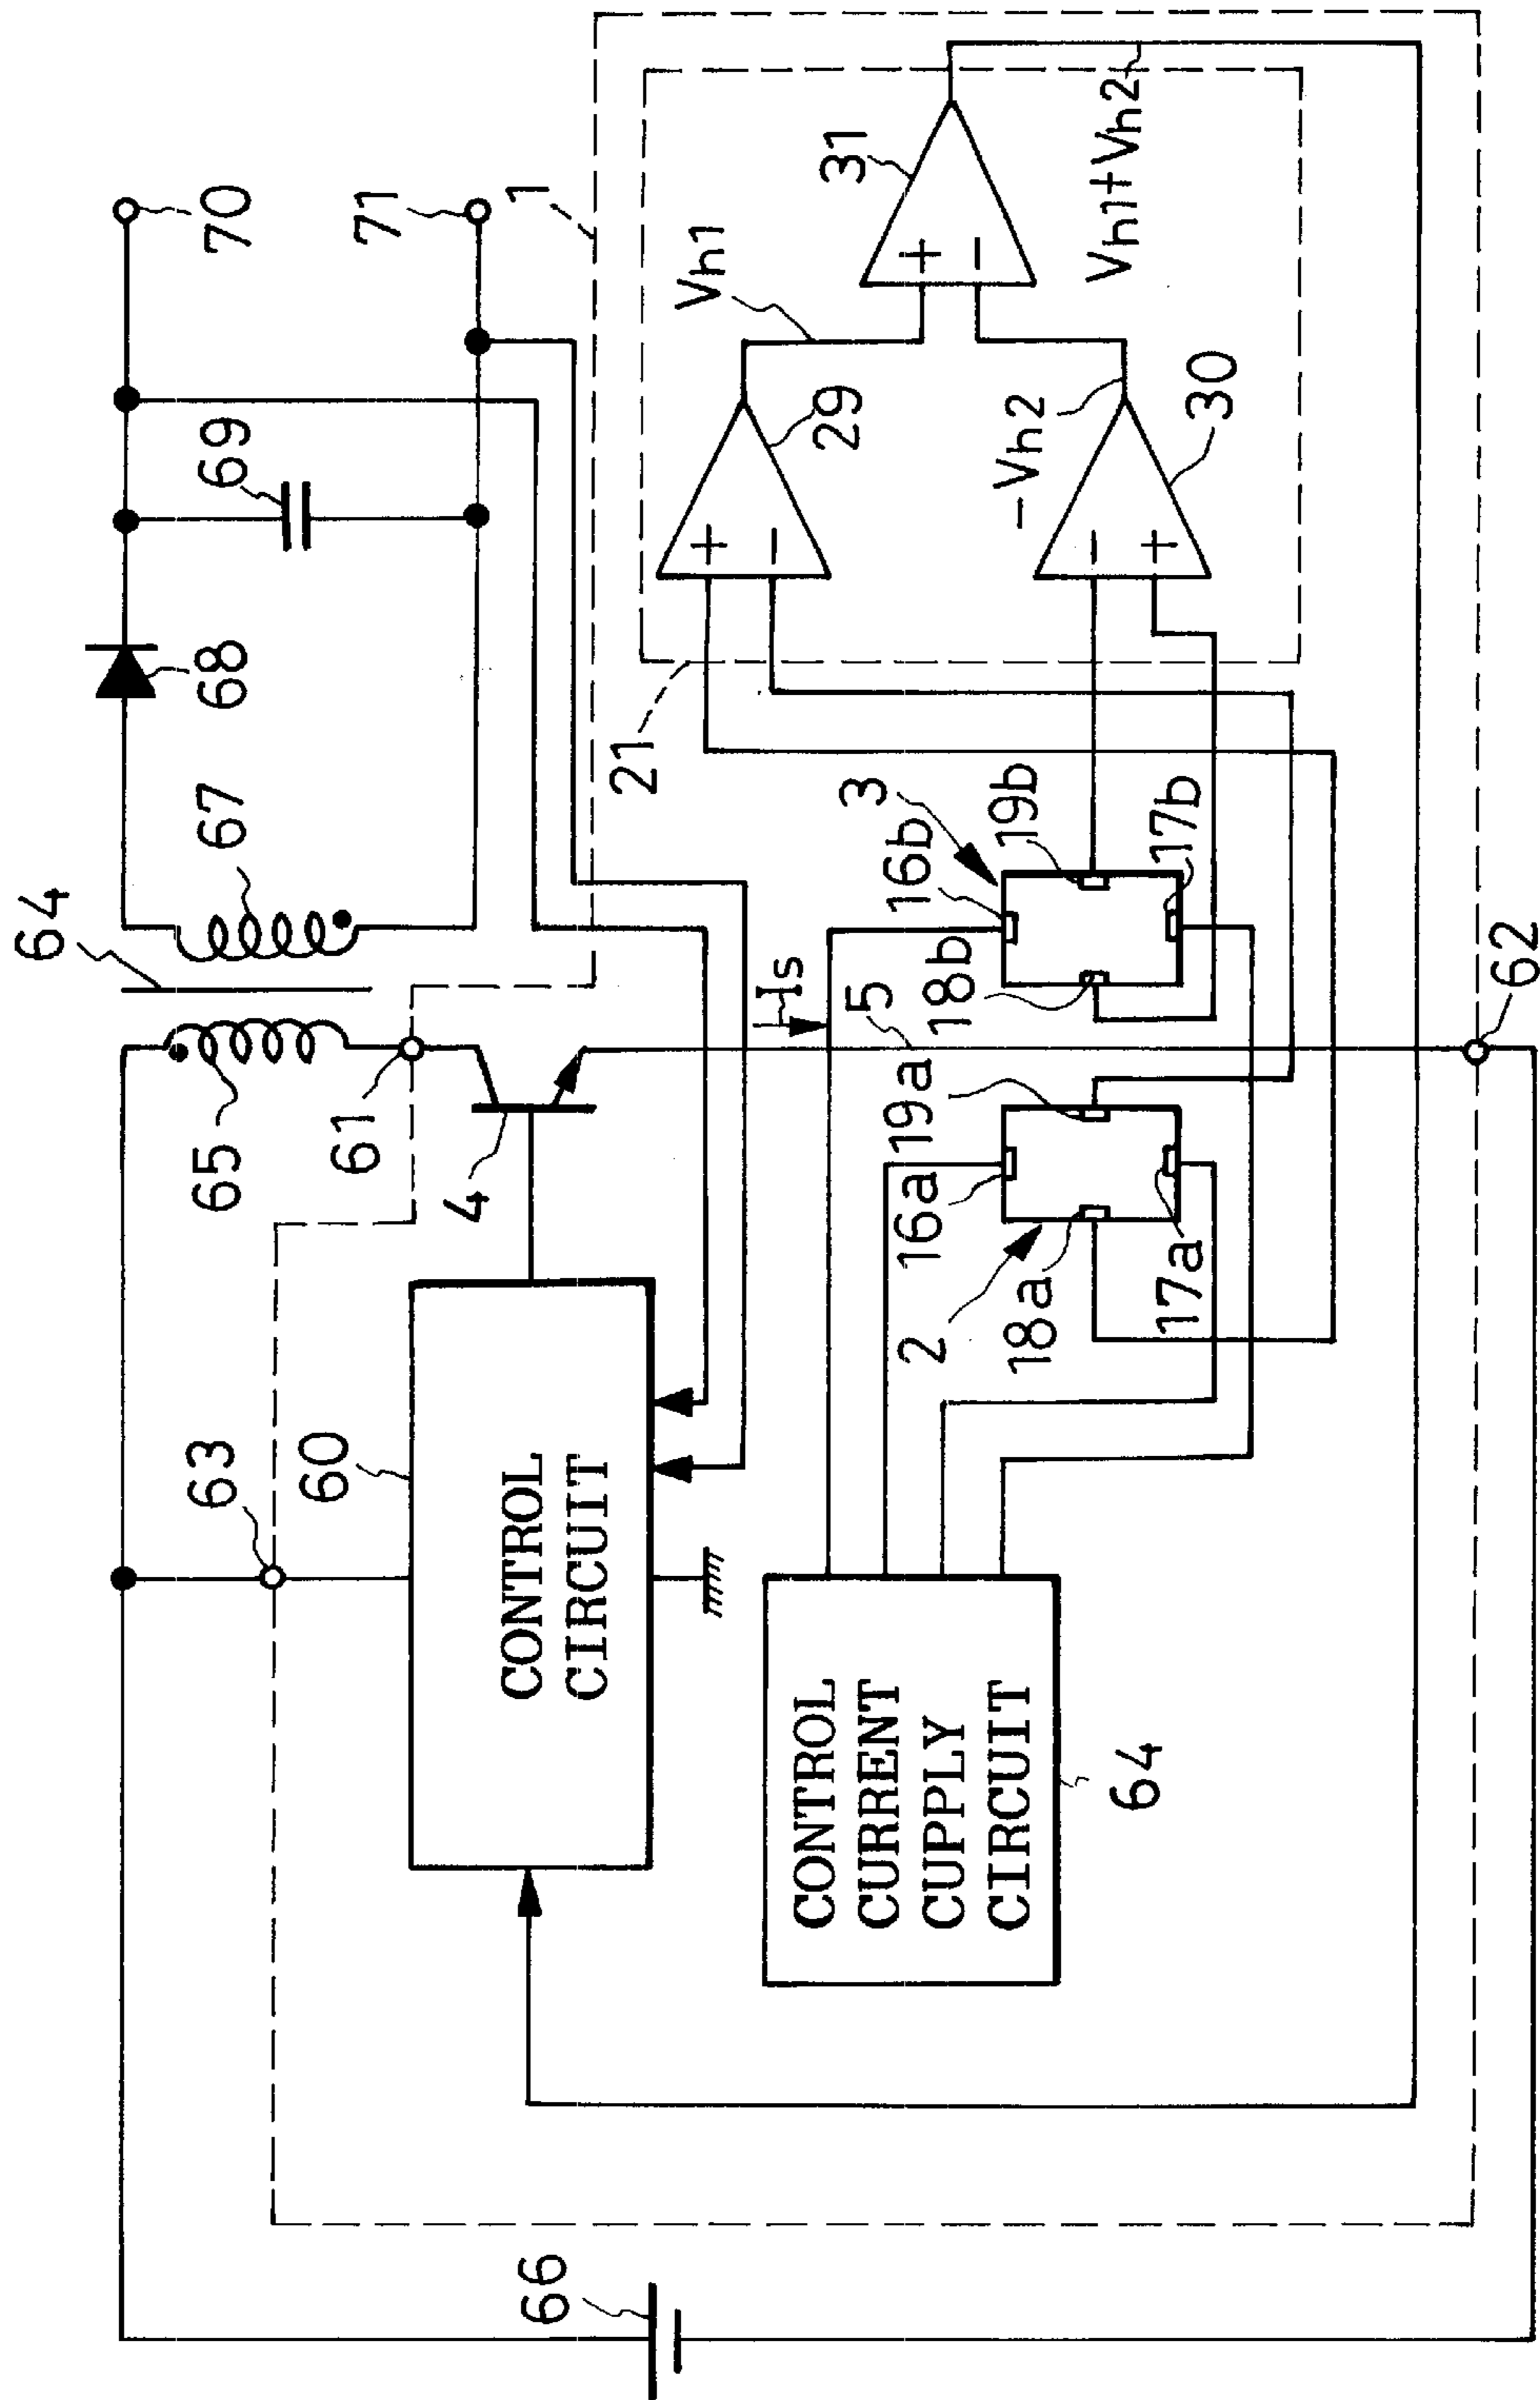 64
65
67
68
69
70
71
1
63
61
60
4
CONTROL
CIRCUIT
66
Is
5
21
Vh1
31
29
-Vh2
30
Vh1+Vh2
3
16b
19b
18b
17b
16a
19a
2
18a
17a
CONTROL
CURRENT
CUPPLY
CIRCUIT
64
62